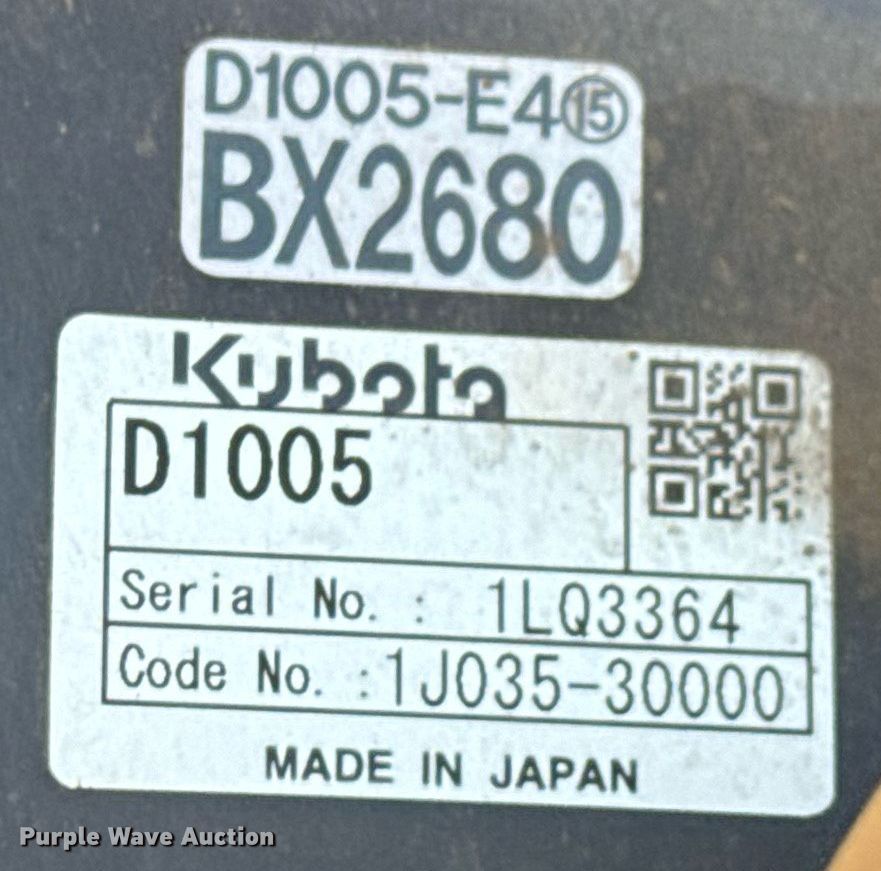 D1005-E4⑮
BX2680
Kubota
D1005
Serial No. : 1LQ3364
Code No. :1J035-30000
MADE IN JAPAN
Purple Wave Auction